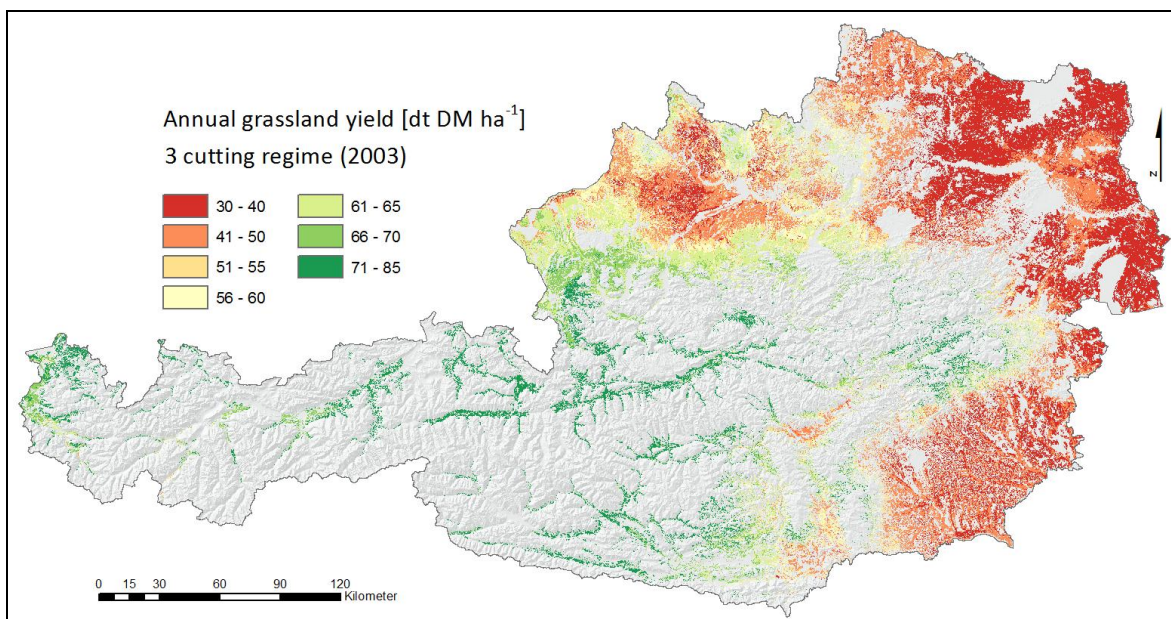 Annual grassland yield [dt DM ha⁻¹]
3 cutting regime (2003)
30 - 40
41 - 50
51 - 55
56 - 60
61 - 65
66 - 70
71 - 85
N
0 15 30 60 90 120
Kilometer